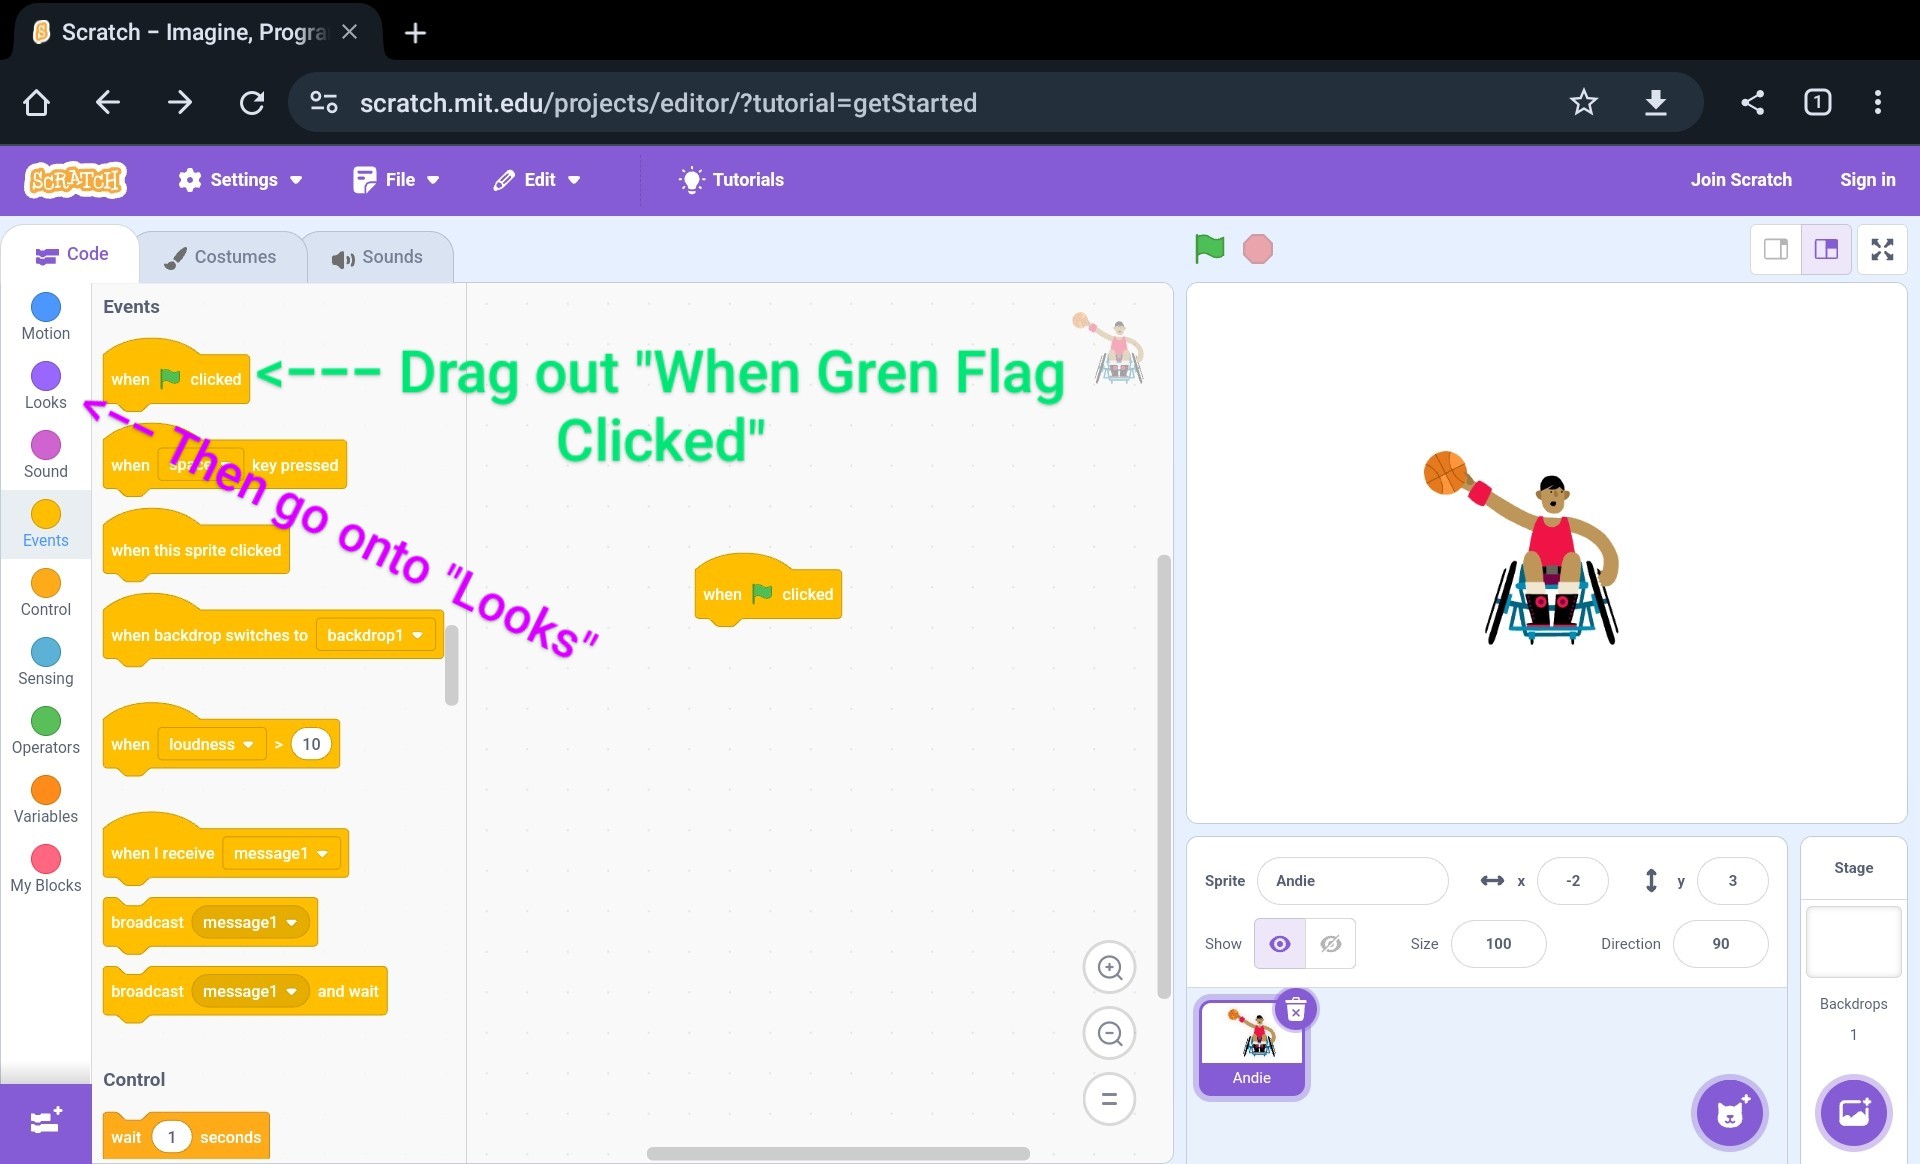 Scratch – Imagine, Progra
scratch.mit.edu/projects/editor/?tutorial=getStarted
1
SCRATCH
Settings
File
Edit
Tutorials
Join Scratch
Sign in
Code
Costumes
Sounds
Motion
Looks
Sound
Events
Control
Sensing
Operators
Variables
My Blocks
Events
when clicked
<--- Drag out "When Gren Flag
Clicked"
<--- Then go onto "Looks"
when space key pressed
when this sprite clicked
when backdrop switches to backdrop1
when loudness > 10
when I receive message1
broadcast message1
broadcast message1 and wait
Control
wait 1 seconds
when clicked
Sprite Andie x -2 y 3
Show Size 100 Direction 90
Andie
Stage
Backdrops
1